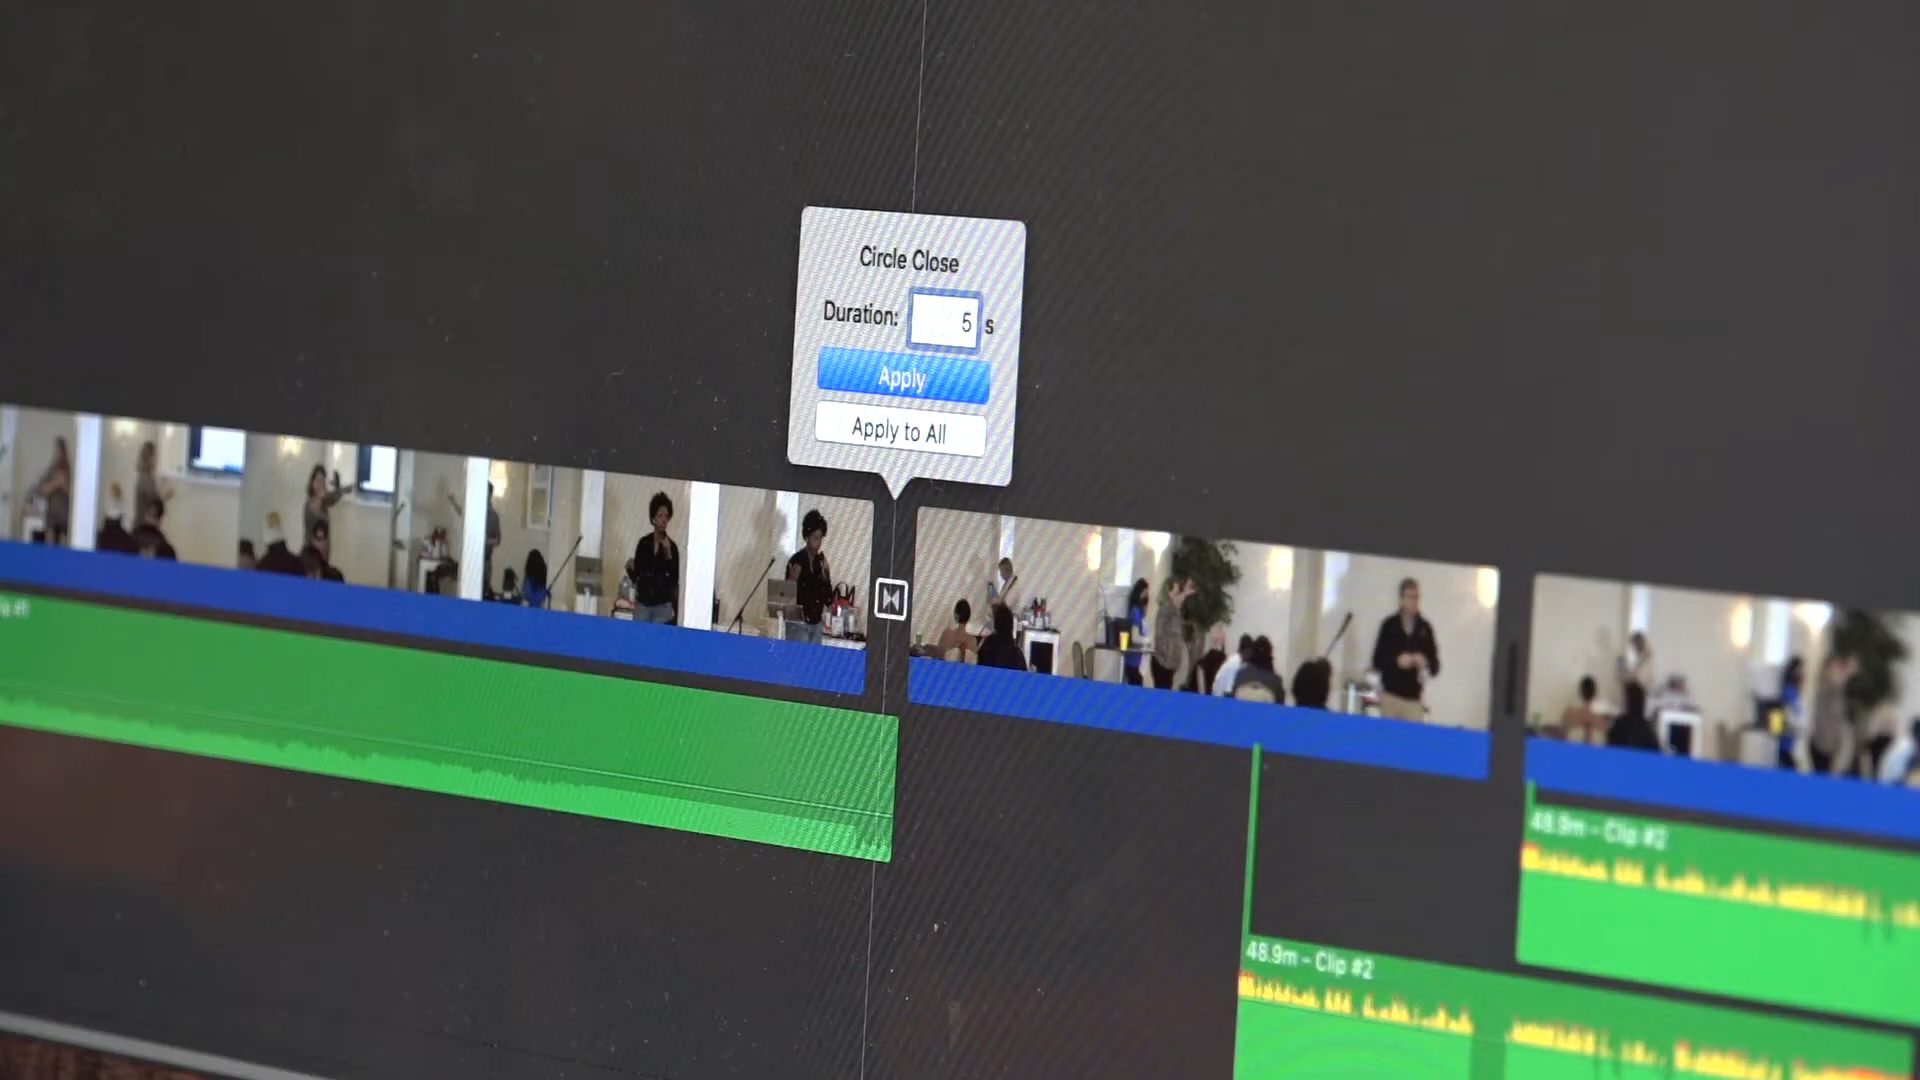 Circle Close
Duration: 5 s
Apply
Apply to All
48.9m - Clip #2
48.9m - Clip #2